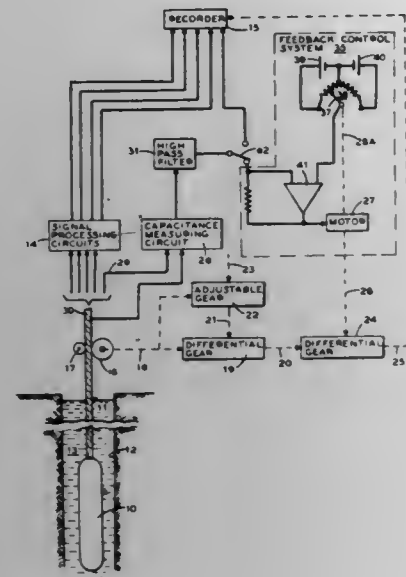 RECORDER
15
FEEDBACK CONTROL
SYSTEM 35
39
40
38
37
HIGH
PASS
FILTER
31
42
41
28A
27
MOTOR
SIGNAL
PROCESSING
CIRCUITS
14
CAPACITANCE
MEASURING
CIRCUIT
28
29
23
30
ADJUSTABLE
GEAR
22
26
21
24
17
16
18
DIFFERENTIAL
GEAR
19
20
DIFFERENTIAL
GEAR
25
11
13
12
10